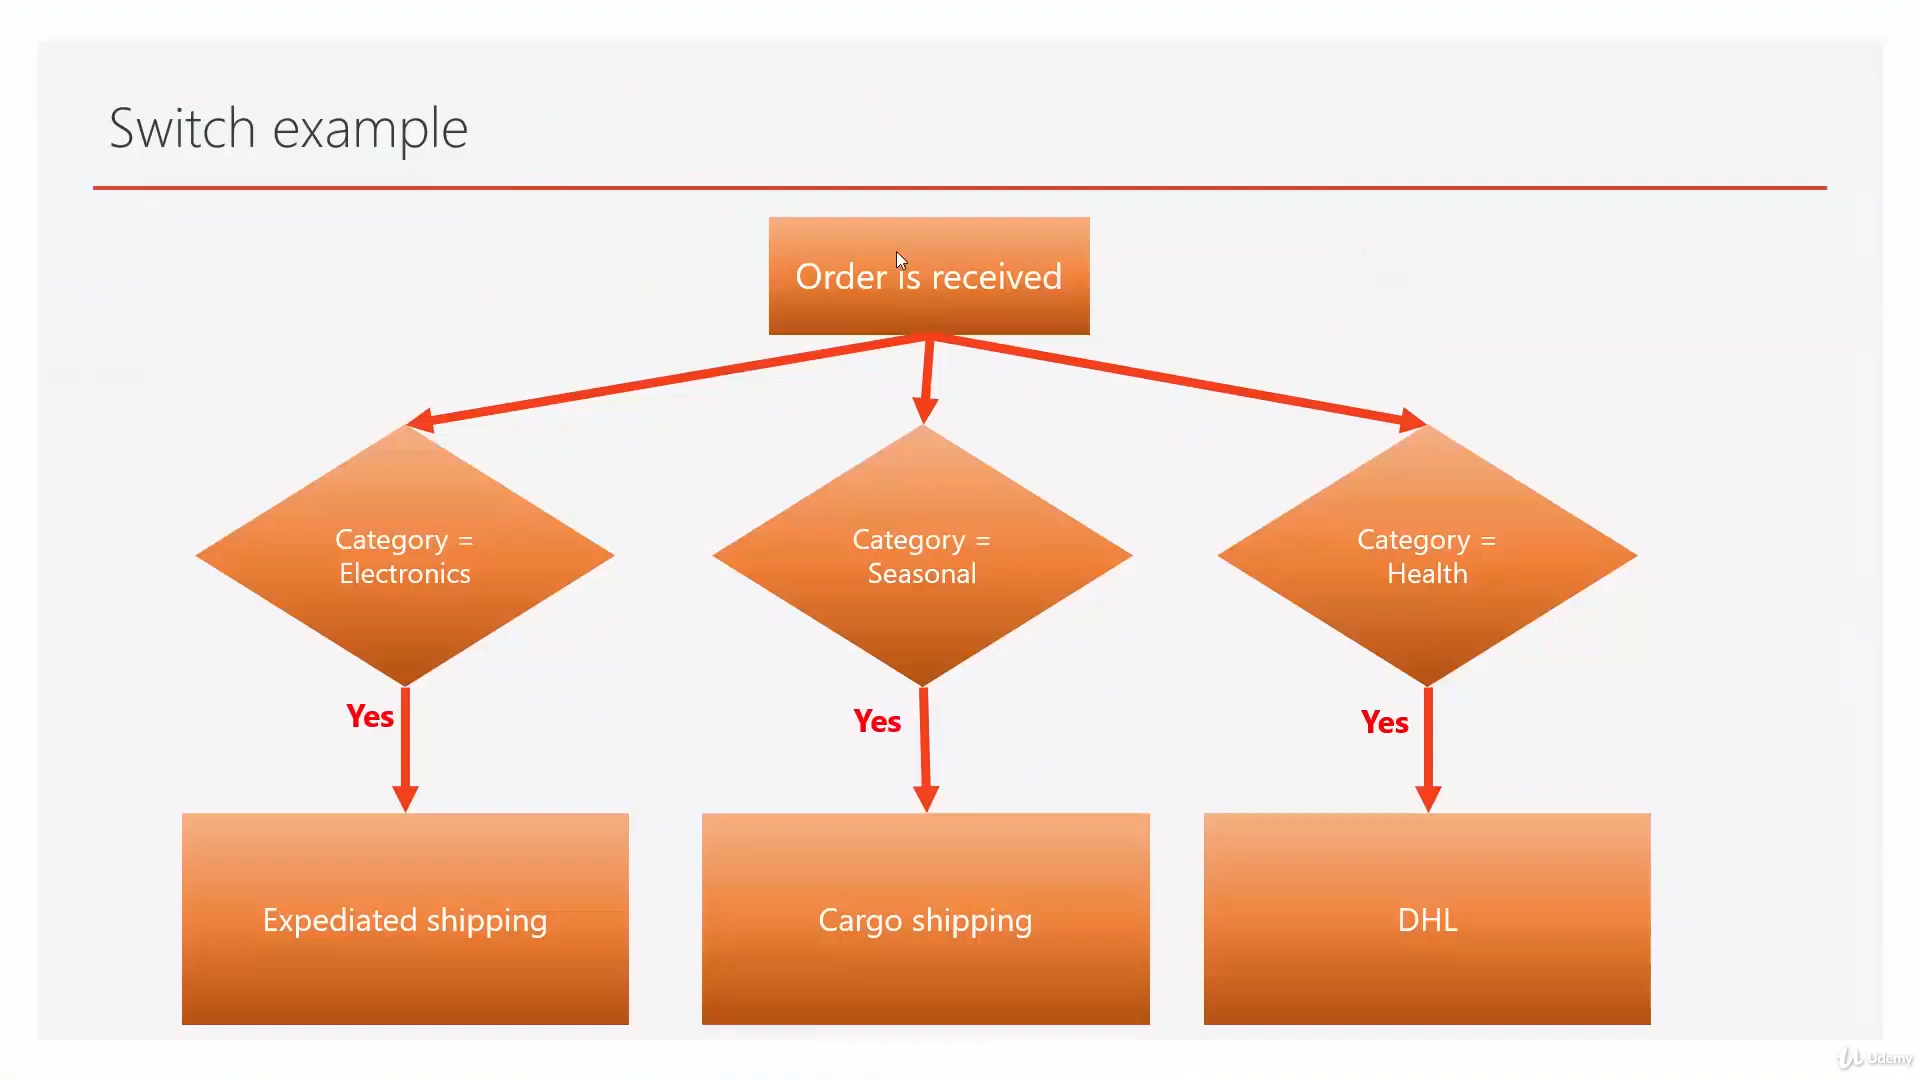 Switch example
Order is received
Category =
Electronics
Category =
Seasonal
Category =
Health
Yes
Yes
Yes
Expediated shipping
Cargo shipping
DHL
Udemy